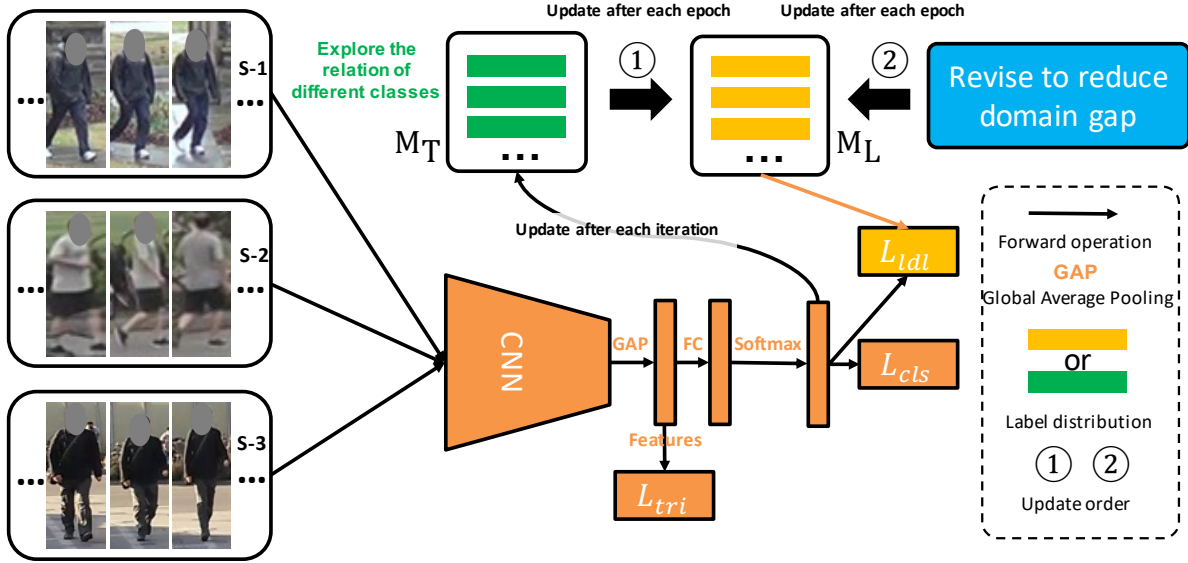 Update after each epoch
Update after each epoch
S-1
...
...
Explore the
relation of
different classes
M_T
...
①
M_L
...
②
Revise to reduce
domain gap
S-2
...
...
Update after each iteration
CNN
GAP
FC
Softmax
L_ldl
L_cls
Features
L_tri
S-3
...
...
Forward operation
GAP
Global Average Pooling
or
Label distribution
① ②
Update order